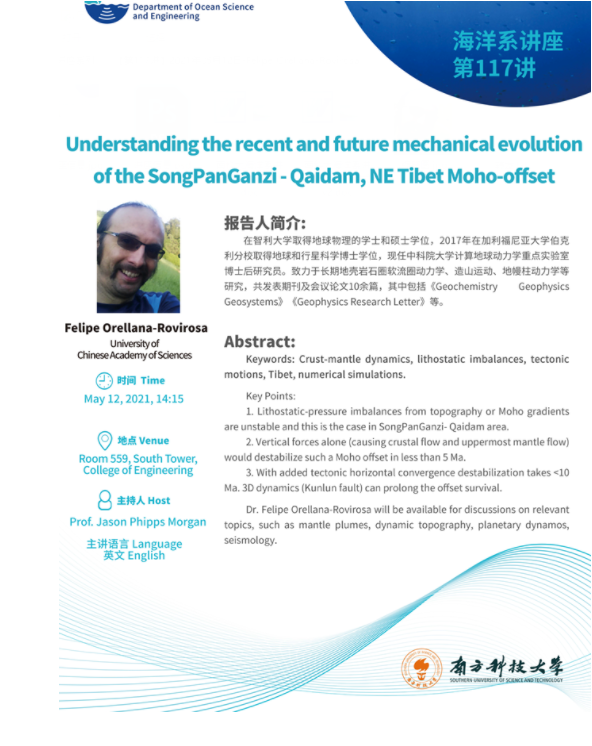 Department of Ocean Science
and Engineering
海洋系讲座
第117讲
Understanding the recent and future mechanical evolution
of the SongPanGanzi - Qaidam, NE Tibet Moho-offset
报告人简介:
在智利大学取得地球物理的学士和硕士学位，2017年在加利福尼亚大学伯克
利分校取得地球和行星科学博士学位，现任中科院大学计算地球动力学重点实验室
博士后研究员。致力于长期地壳岩石圈软流圈动力学、造山运动、地幔柱动力学等
研究，共发表期刊及会议论文10余篇，其中包括《Geochemistry Geophysics
Geosystems》《Geophysics Research Letter》等。
Felipe Orellana-Rovirosa
University of
Chinese Academy of Sciences
时间 Time
May 12, 2021, 14:15
地点 Venue
Room 559, South Tower,
College of Engineering
主持人 Host
Prof. Jason Phipps Morgan
主讲语言 Language
英文 English
Abstract:
Keywords: Crust-mantle dynamics, lithostatic imbalances, tectonic
motions, Tibet, numerical simulations.
Key Points:
1. Lithostatic-pressure imbalances from topography or Moho gradients
are unstable and this is the case in SongPanGanzi- Qaidam area.
2. Vertical forces alone (causing crustal flow and uppermost mantle flow)
would destabilize such a Moho offset in less than 5 Ma.
3. With added tectonic horizontal convergence destabilization takes <10
Ma. 3D dynamics (Kunlun fault) can prolong the offset survival.
Dr. Felipe Orellana-Rovirosa will be available for discussions on relevant
topics, such as mantle plumes, dynamic topography, planetary dynamos,
seismology.
南方科技大学
SOUTHERN UNIVERSITY OF SCIENCE AND TECHNOLOGY